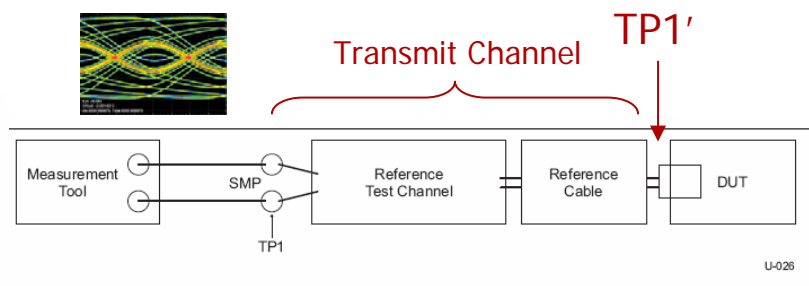 TP1′
Transmit Channel
Measurement
Tool
SMP
Reference
Test Channel
Reference
Cable
DUT
TP1
U-026